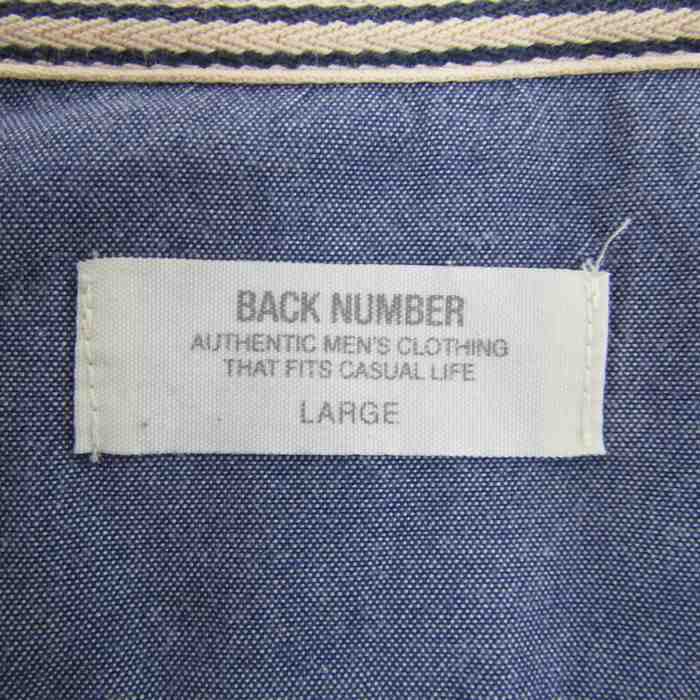 BACK NUMBER
AUTHENTIC MEN'S CLOTHING
THAT FITS CASUAL LIFE
LARGE